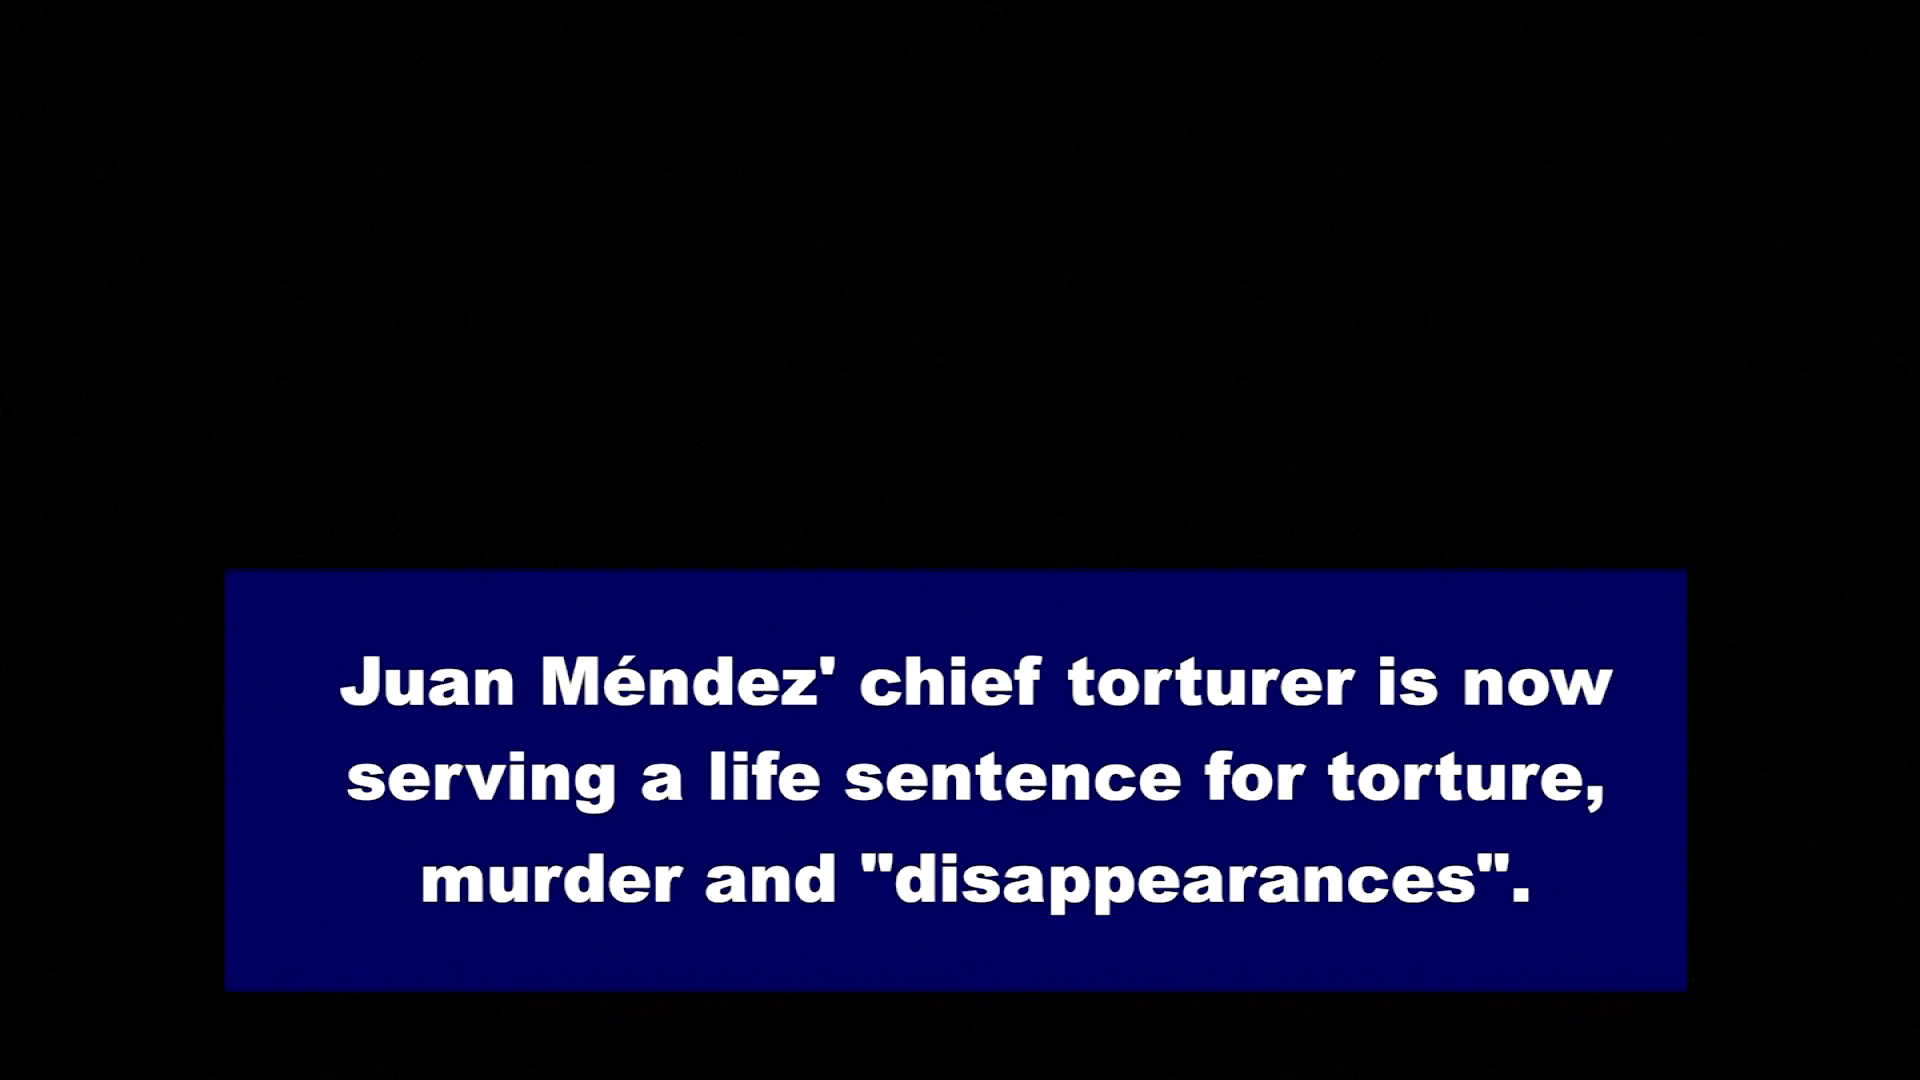 Juan Méndez' chief torturer is now
serving a life sentence for torture,
murder and "disappearances".